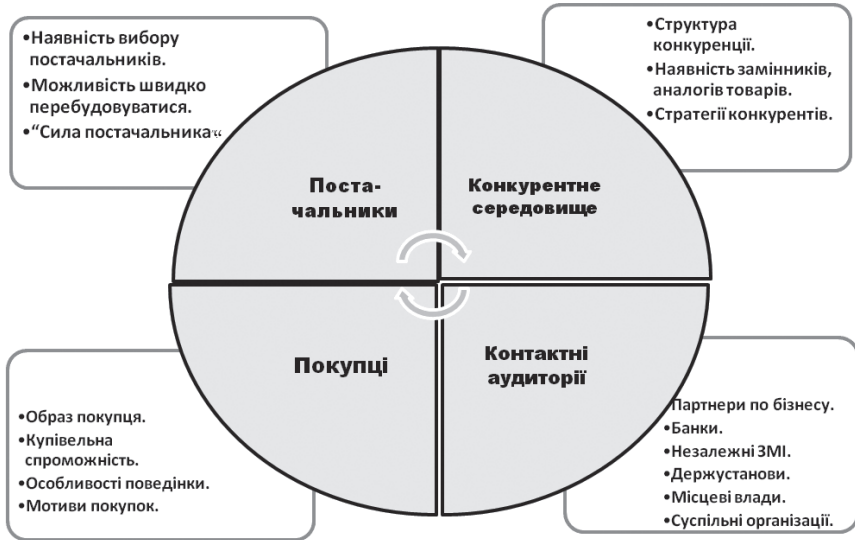 •Наявність вибору
постачальників.
•Можливість швидко
перебудовуватися.
•“Сила постачальника“
•Структура
конкуренції.
•Наявність замінників,
аналогів товарів.
•Стратегії конкурентів.
Поста-
чальники
Конкурентне
середовище
Покупці
Контактні
аудиторії
•Образ покупця.
•Купівельна
спроможність.
•Особливості поведінки.
•Мотиви покупок.
Партнери по бізнесу.
•Банки.
•Незалежні ЗМІ.
•Держустанови.
•Місцеві влади.
•Суспільні організації.